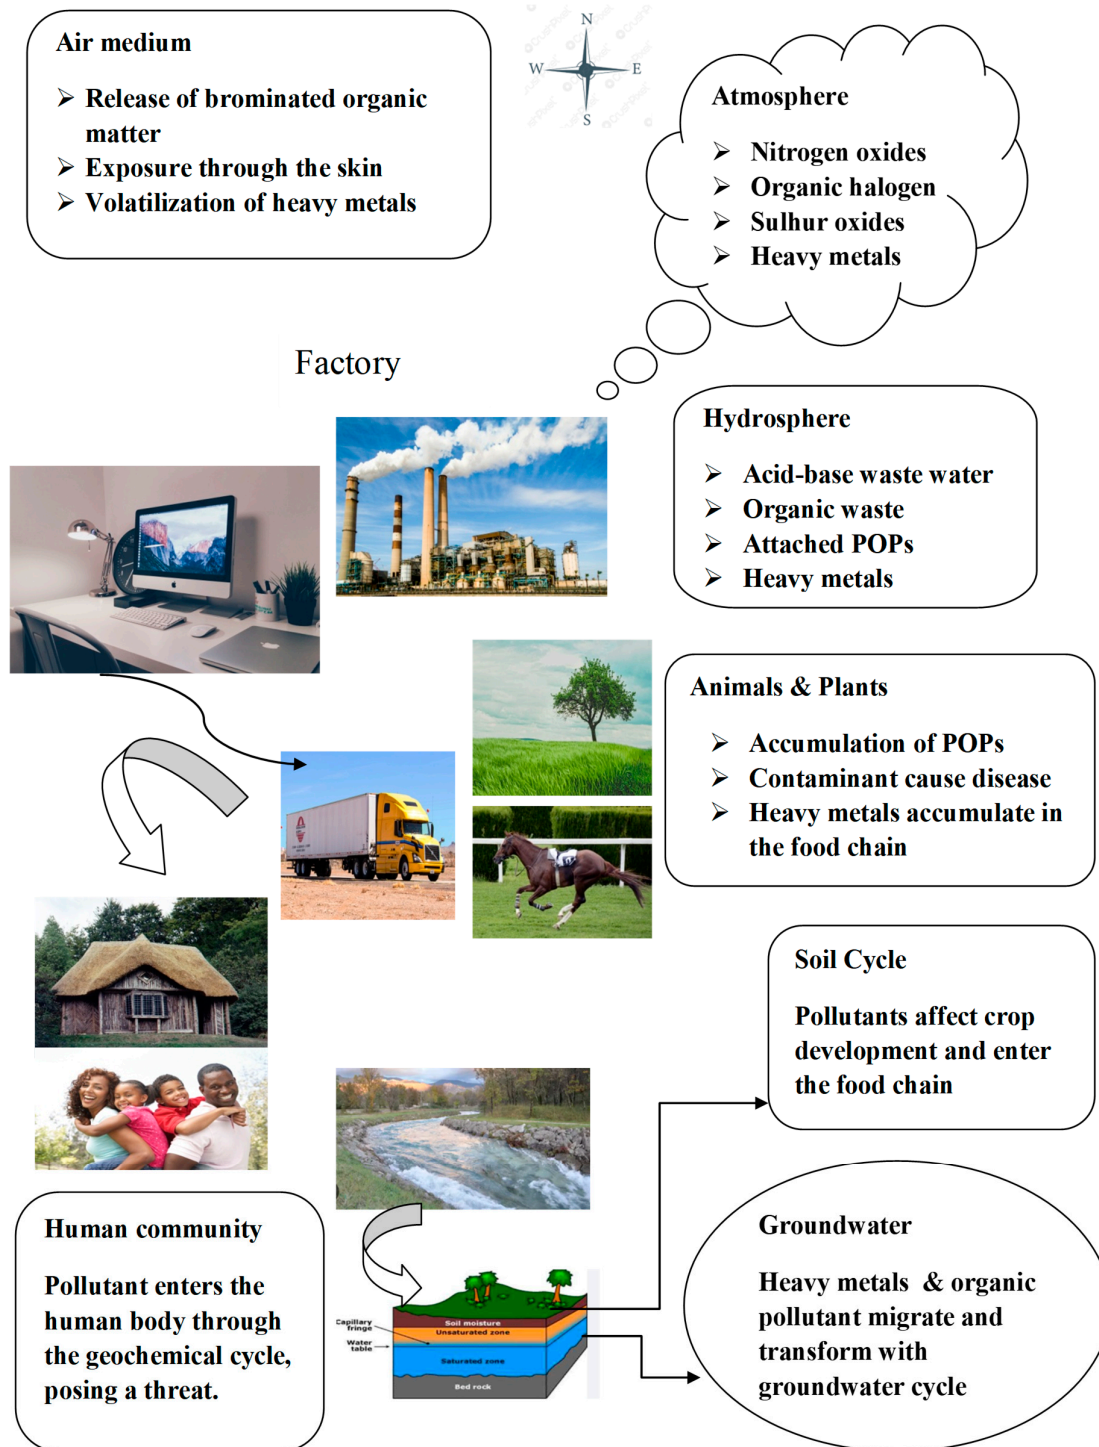 Air medium
➢ Release of brominated organic
matter
➢ Exposure through the skin
➢ Volatilization of heavy metals
N
W E
S
Atmosphere
➢ Nitrogen oxides
➢ Organic halogen
➢ Sulhur oxides
➢ Heavy metals
Factory
Hydrosphere
➢ Acid-base waste water
➢ Organic waste
➢ Attached POPs
➢ Heavy metals
Animals & Plants
➢ Accumulation of POPs
➢ Contaminant cause disease
➢ Heavy metals accumulate in
the food chain
Soil Cycle
Pollutants affect crop
development and enter
the food chain
Human community
Pollutant enters the
human body through
the geochemical cycle,
posing a threat.
Capillary
fringe
Water
table
Soil moisture
Unsaturated zone
Saturated zone
Bed rock
Groundwater
Heavy metals & organic
pollutant migrate and
transform with
groundwater cycle